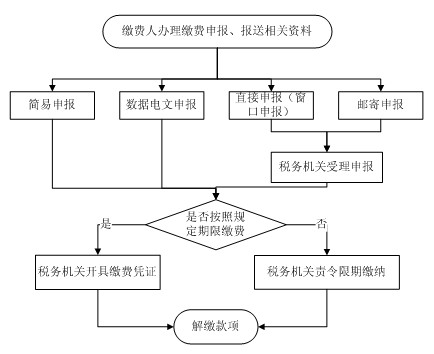 缴费人办理缴费申报、报送相关资料
简易申报
数据电文申报
直接申报（窗
口申报）
邮寄申报
税务机关受理申报
是否按照规
定期限缴费
是
否
税务机关开具缴费凭证
税务机关责令限期缴纳
解缴款项